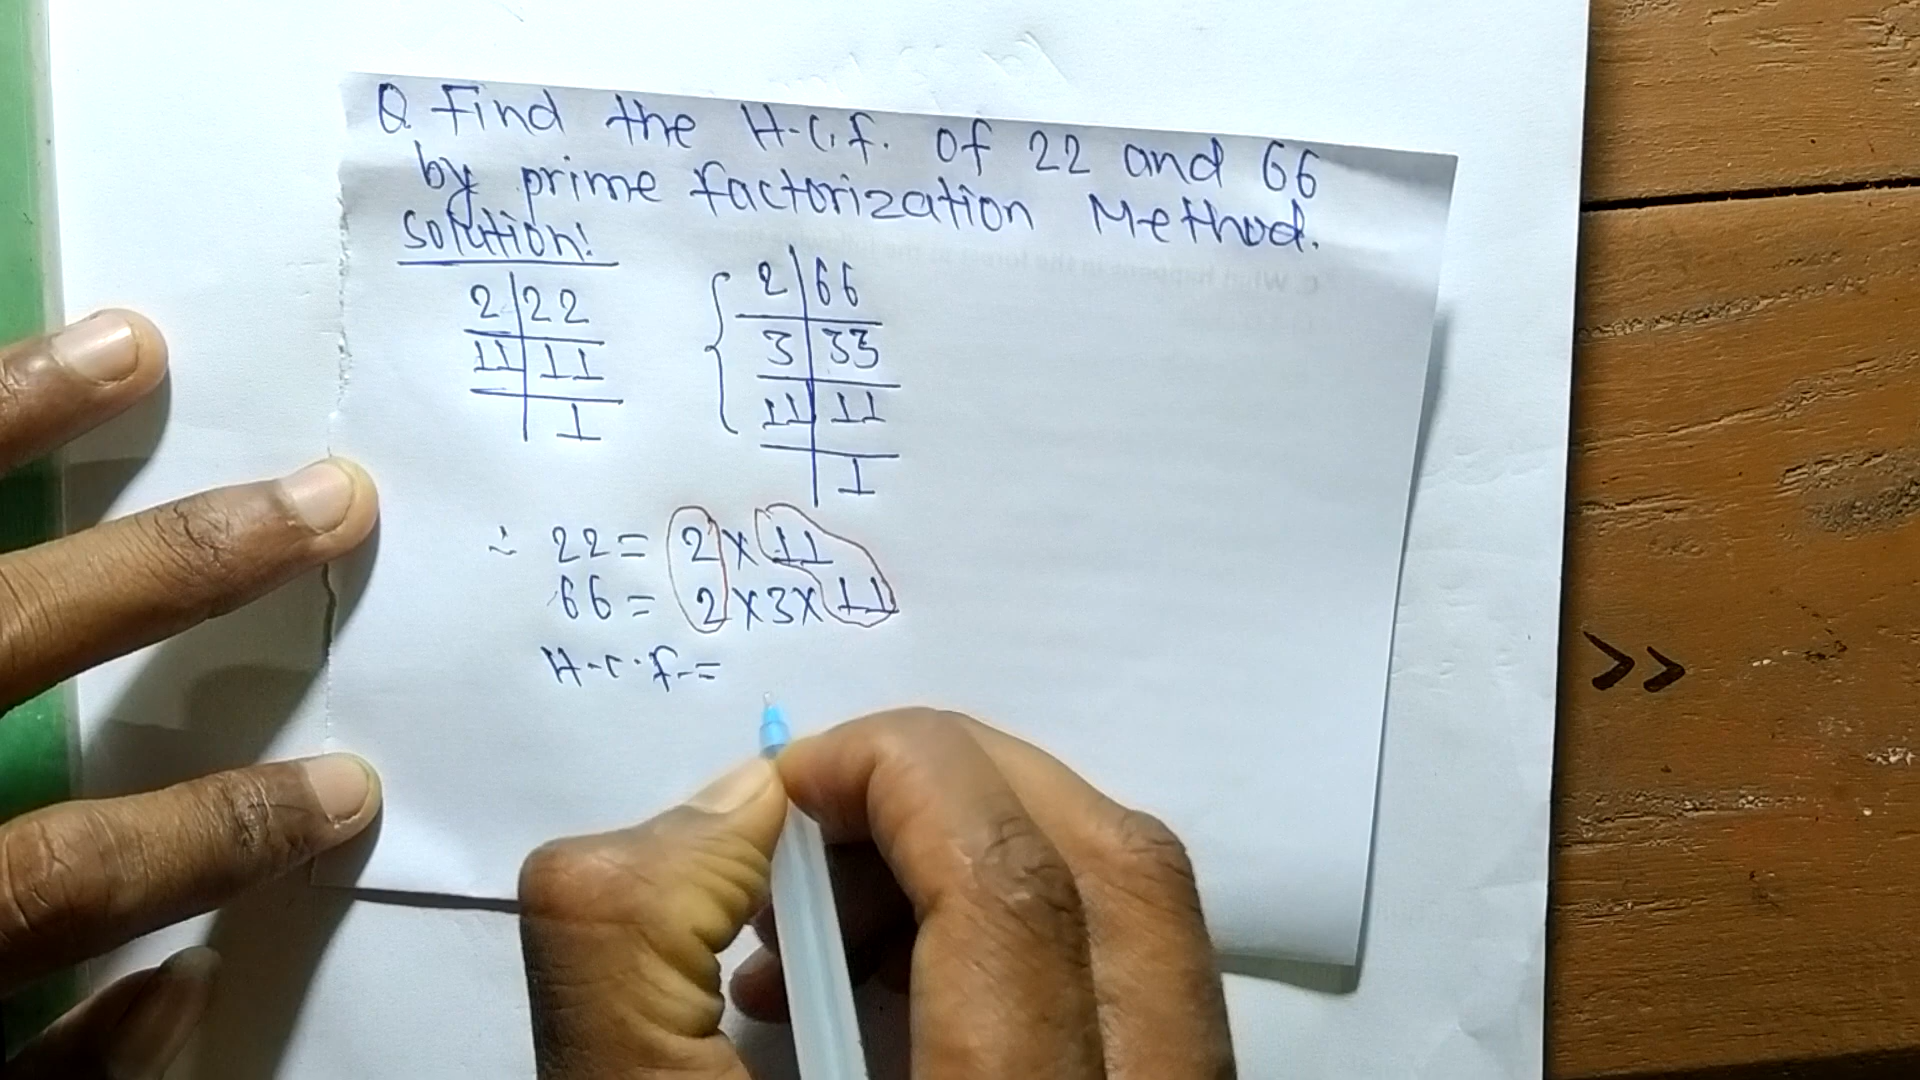 Q Find the H.C.F. of 22 and 66
by prime factorization Method.
Solution:
2|22 2|66
11|11 3|33
1 11|11
1
∴ 22 = 2×11
66 = 2×3×11
H.C.F. =
>>